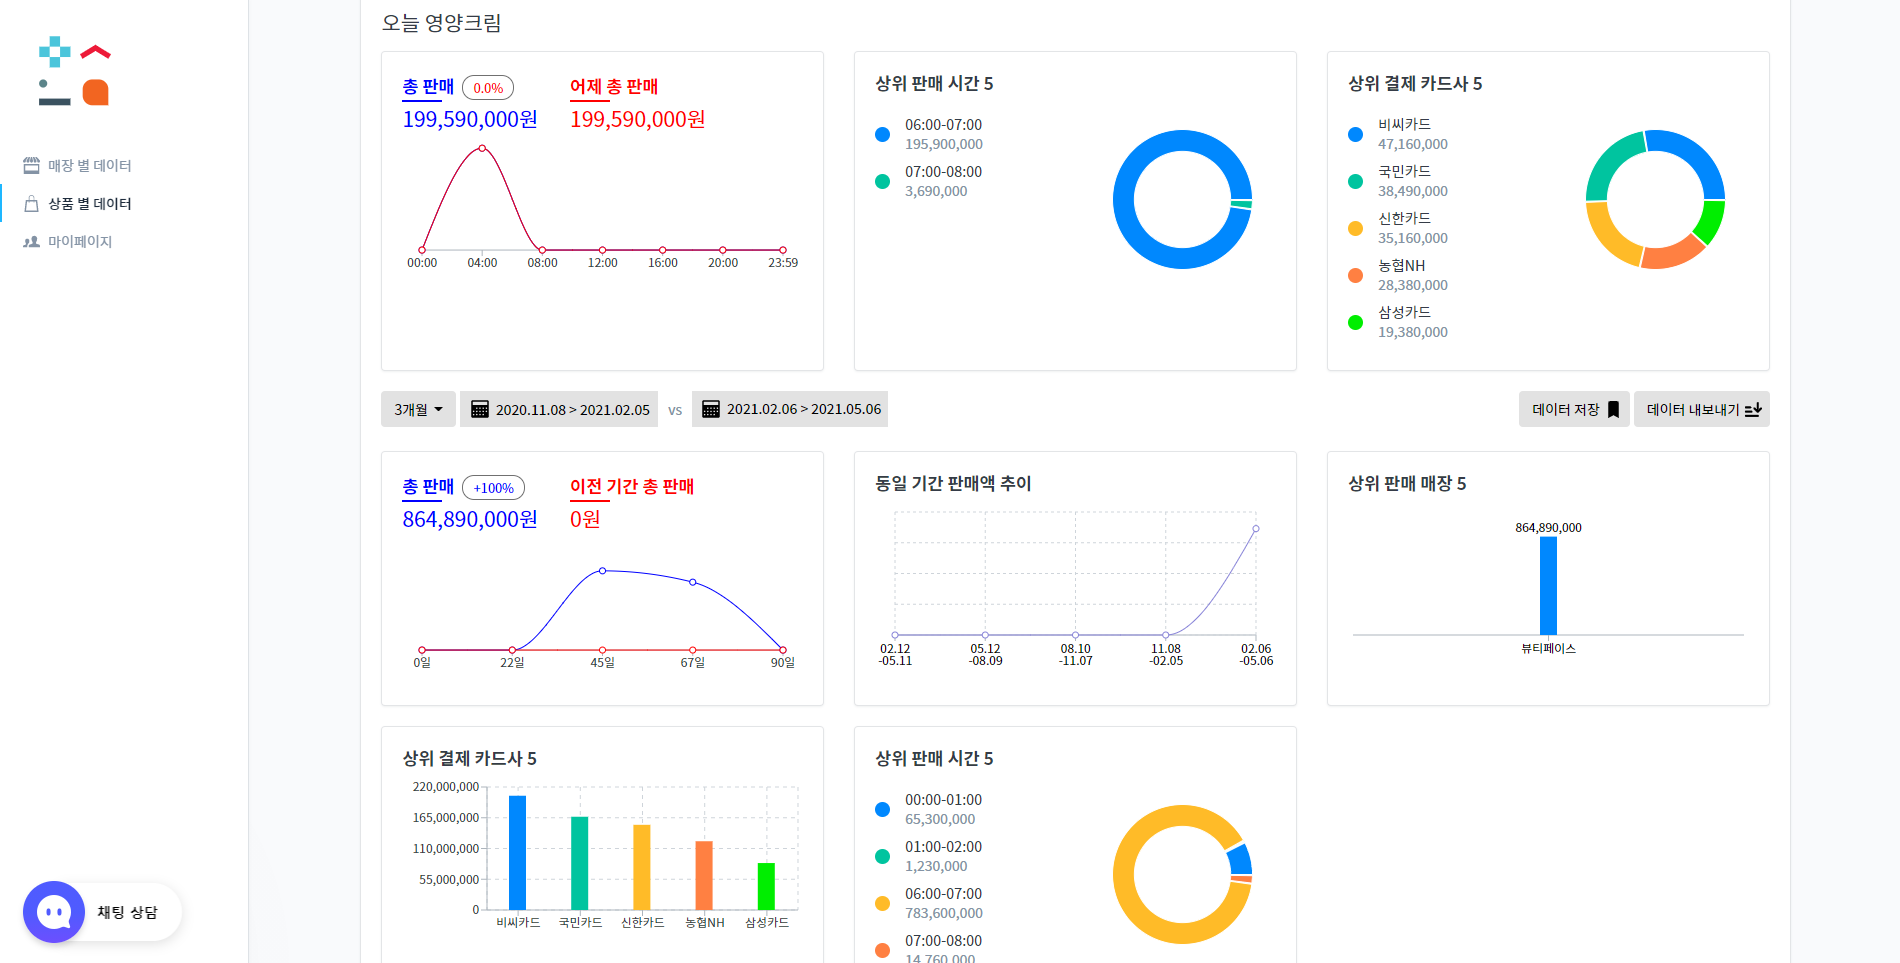 매장 별 데이터
상품 별 데이터
마이페이지
채팅 상담
오늘 영양크림
총 판매 0.0%
199,590,000원
어제 총 판매
199,590,000원
00:00 04:00 08:00 12:00 16:00 20:00 23:59
상위 판매 시간 5
06:00-07:00
195,900,000
07:00-08:00
3,690,000
상위 결제 카드사 5
비씨카드
47,160,000
국민카드
38,490,000
신한카드
35,160,000
농협NH
28,380,000
삼성카드
19,380,000
3개월 2020.11.08 > 2021.02.05 vs 2021.02.06 > 2021.05.06 데이터 저장 데이터 내보내기
총 판매 +100%
864,890,000원
이전 기간 총 판매
0원
0일 22일 45일 67일 90일
동일 기간 판매액 추이
02.12 05.12 08.10 11.08 02.06
-05.11 -08.09 -11.07 -02.05 -05.06
상위 판매 매장 5
864,890,000
뷰티페이스
상위 결제 카드사 5
220,000,000
165,000,000
110,000,000
55,000,000
0
비씨카드 국민카드 신한카드 농협NH 삼성카드
상위 판매 시간 5
00:00-01:00
65,300,000
01:00-02:00
1,230,000
06:00-07:00
783,600,000
07:00-08:00
14,760,000